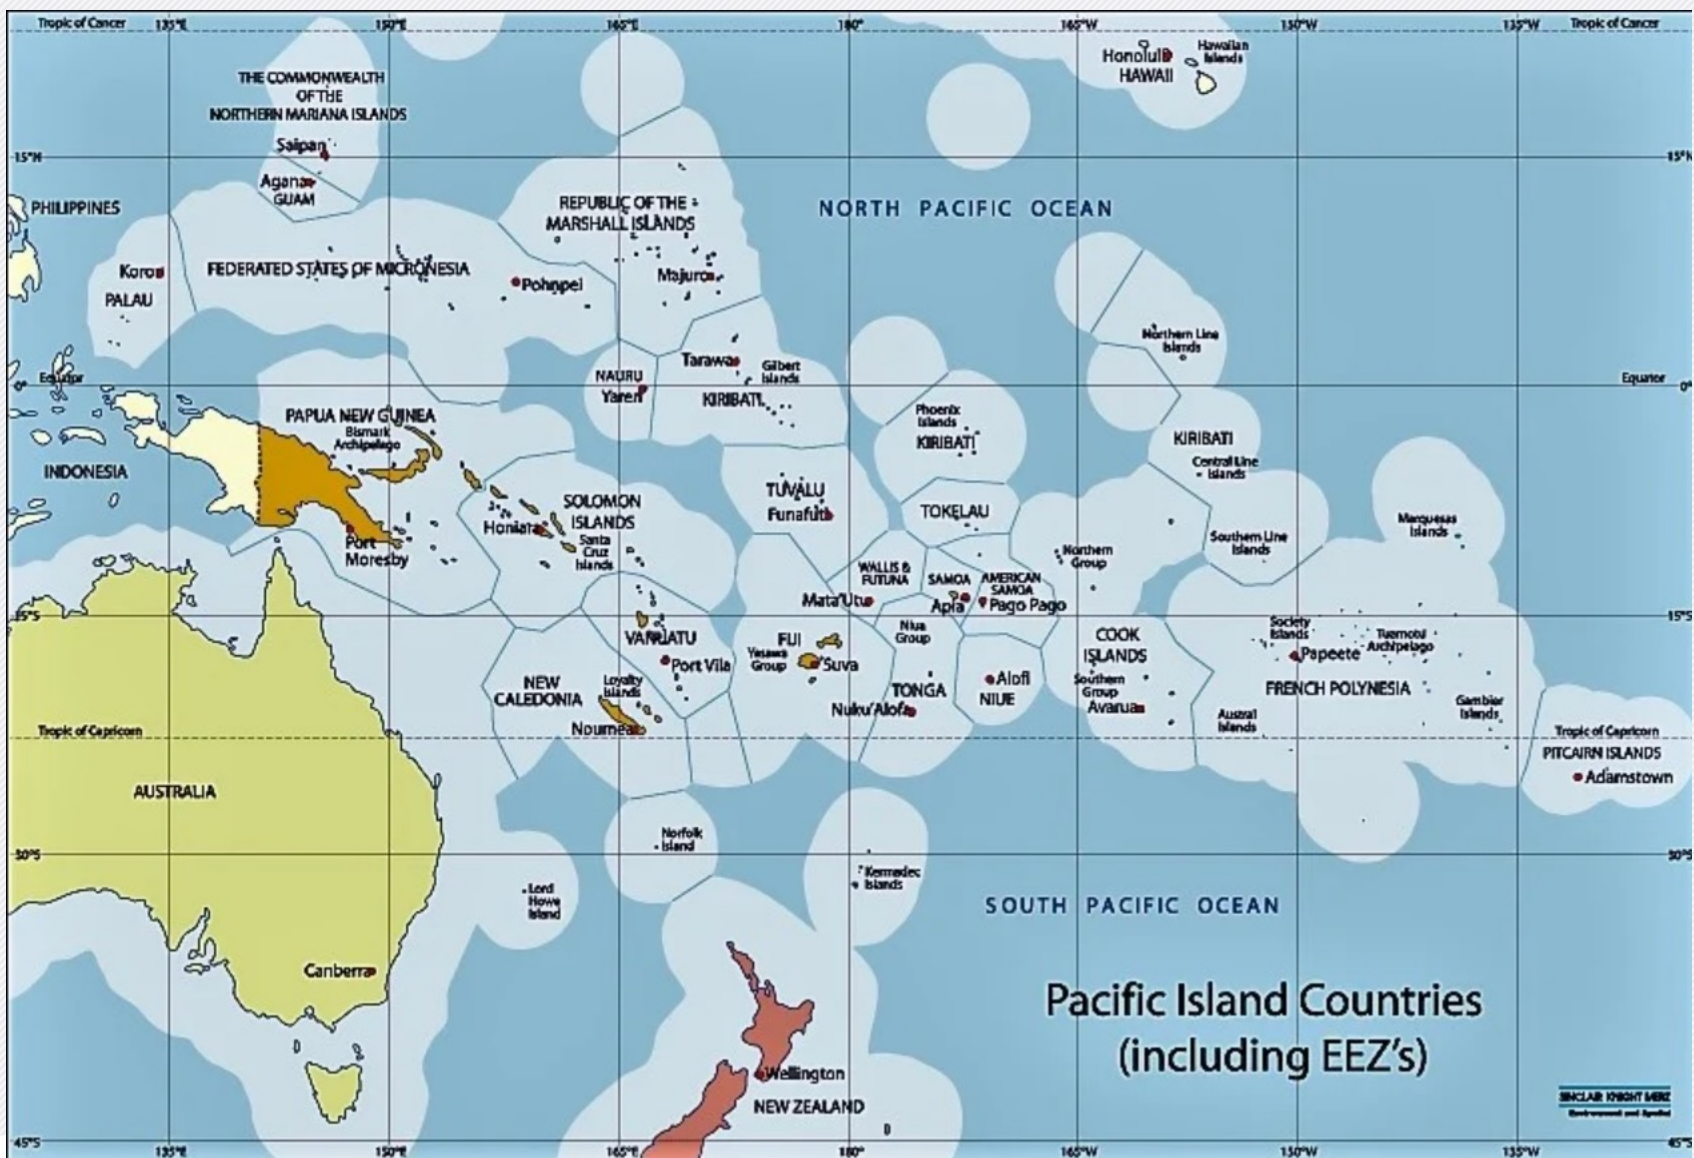 Tropic of Cancer
135°E
150°E
165°E
180°
165°W
150°W
135°W
Tropic of Cancer
Honolulu
Hawaiian
Islands
HAWAII
THE COMMONWEALTH
OF THE
NORTHERN MARIANA ISLANDS
Saipan
15°N
15°N
Agana
GUAM
PHILIPPINES
REPUBLIC OF THE
MARSHALL ISLANDS
NORTH PACIFIC OCEAN
Koror
PALAU
FEDERATED STATES OF MICRONESIA
Pohnpei
Majuro
Northern Line
Islands
Tarawa
Gilbert
Islands
KIRIBATI
NAURU
Yaren
Equator
0°
Equator
0°
PAPUA NEW GUINEA
Bismark
Archipelago
Phoenix
Islands
KIRIBATI
KIRIBATI
Central Line
Islands
INDONESIA
TUVALU
Funafuti
SOLOMON
ISLANDS
Honiara
Santa
Cruz
Islands
TOKELAU
Marquesas
Islands
Port
Moresby
Northern
Group
Southern Line
Islands
WALLIS &
FUTUNA
Mata'Utu
SAMOA
Apia
AMERICAN
SAMOA
Pago Pago
15°S
15°S
VANUATU
Port Vila
FIJI
Yasawa
Group
Suva
Niua
Group
COOK
ISLANDS
Society
Islands
Papeete
Tuamotu
Archipelago
NEW
CALEDONIA
Loyalty
Islands
Noumea
TONGA
Nuku'Alofa
Alofi
NIUE
Southern
Group
Avarua
FRENCH POLYNESIA
Austral
Islands
Gambier
Islands
Tropic of Capricorn
Tropic of Capricorn
PITCAIRN ISLANDS
Adamstown
AUSTRALIA
Norfolk
Island
30°S
30°S
Kermadec
Islands
Lord
Howe
Island
SOUTH PACIFIC OCEAN
Canberra
Pacific Island Countries
(including EEZ's)
Wellington
NEW ZEALAND
SINCLAIR KNIGHT MERZ
Environment and Spatial
45°S
135°E
150°E
165°E
180°
165°W
150°W
135°W
45°S